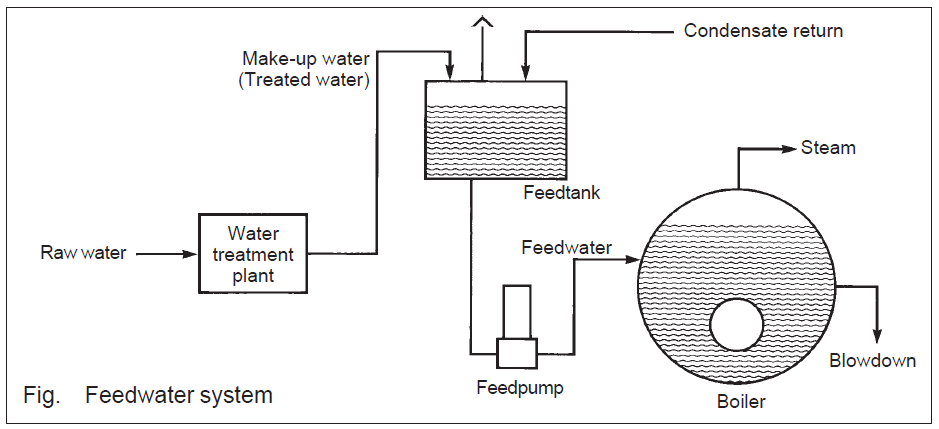 Condensate return
Make-up water
(Treated water)
Steam
Feedtank
Water
treatment
plant
Raw water
Feedwater
Blowdown
Feedpump
Boiler
Fig. Feedwater system